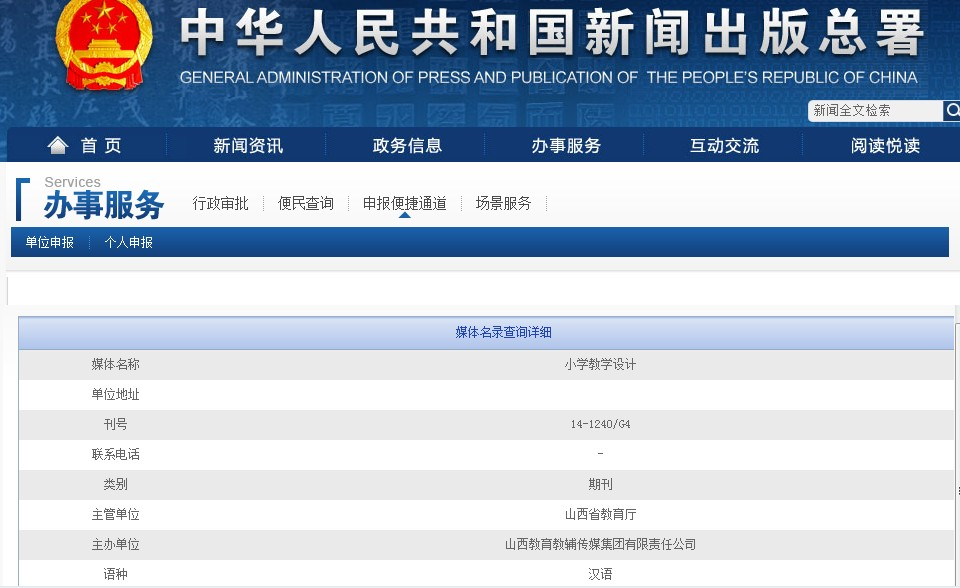 中华人民共和国新闻出版总署
GENERAL ADMINISTRATION OF PRESS AND PUBLICATION OF THE PEOPLE'S REPUBLIC OF CHINA
新闻全文检索
首页 新闻资讯 政务信息 办事服务 互动交流 阅读悦读
Services
办事服务 行政审批 便民查询 申报便捷通道 场景服务
单位申报 个人申报
媒体名录查询详细
媒体名称 小学教学设计
单位地址
刊号 14-1240/G4
联系电话 -
类别 期刊
主管单位 山西省教育厅
主办单位 山西教育教辅传媒集团有限责任公司
语种 汉语